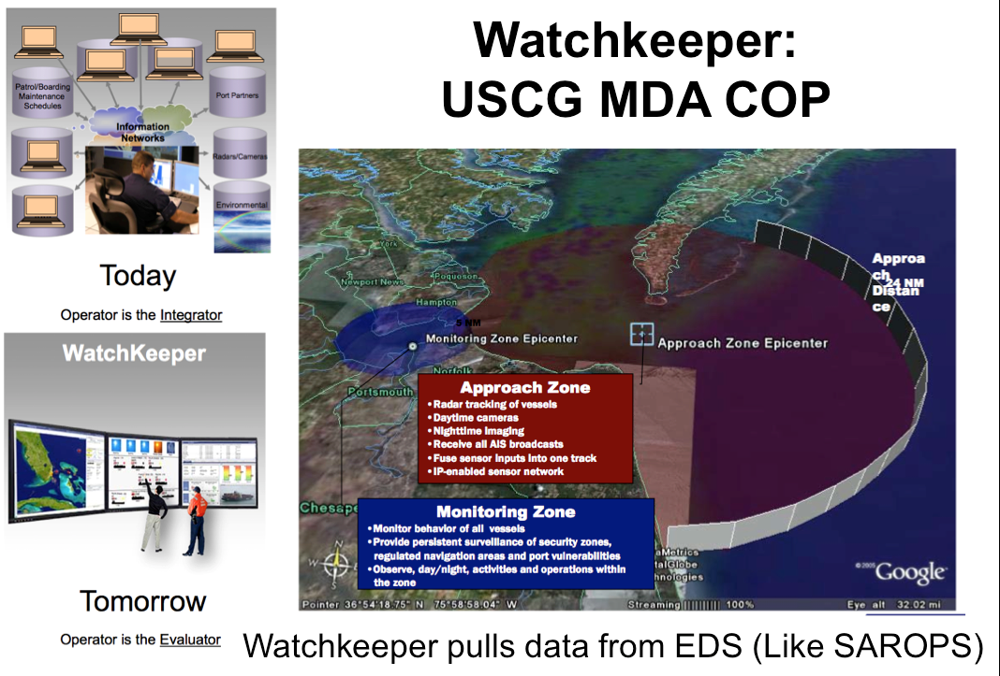 Watchkeeper:
USCG MDA COP
Patrol/Boarding
Maintenance
Schedules
Port Partners
Information
Networks
Radars/Cameras
Environmental
Today
Operator is the Integrator
WatchKeeper
Tomorrow
Operator is the Evaluator
York
Newport News
Poquoson
Hampton
5 NM
Monitoring Zone Epicenter
Norfolk
Portsmouth
Approa
ch
24 NM
Distan
ce
Approach Zone Epicenter
Approach Zone
•Radar tracking of vessels
•Daytime cameras
•Nighttime imaging
•Receive all AIS broadcasts
•Fuse sensor inputs into one track
•IP-enabled sensor network
Chesape
Monitoring Zone
•Monitor behavior of all vessels
•Provide persistent surveillance of security zones,
regulated navigation areas and port vulnerabilities
•Observe, day/night, activities and operations within
the zone
N
W
E
S
aMetrics
talGlobe
hnologies
©2005 Google
Pointer 36°54'18.75" N 75°58'58.04" W
Streaming |||||||||| 100%
Eye alt 32.02 mi
Watchkeeper pulls data from EDS (Like SAROPS)